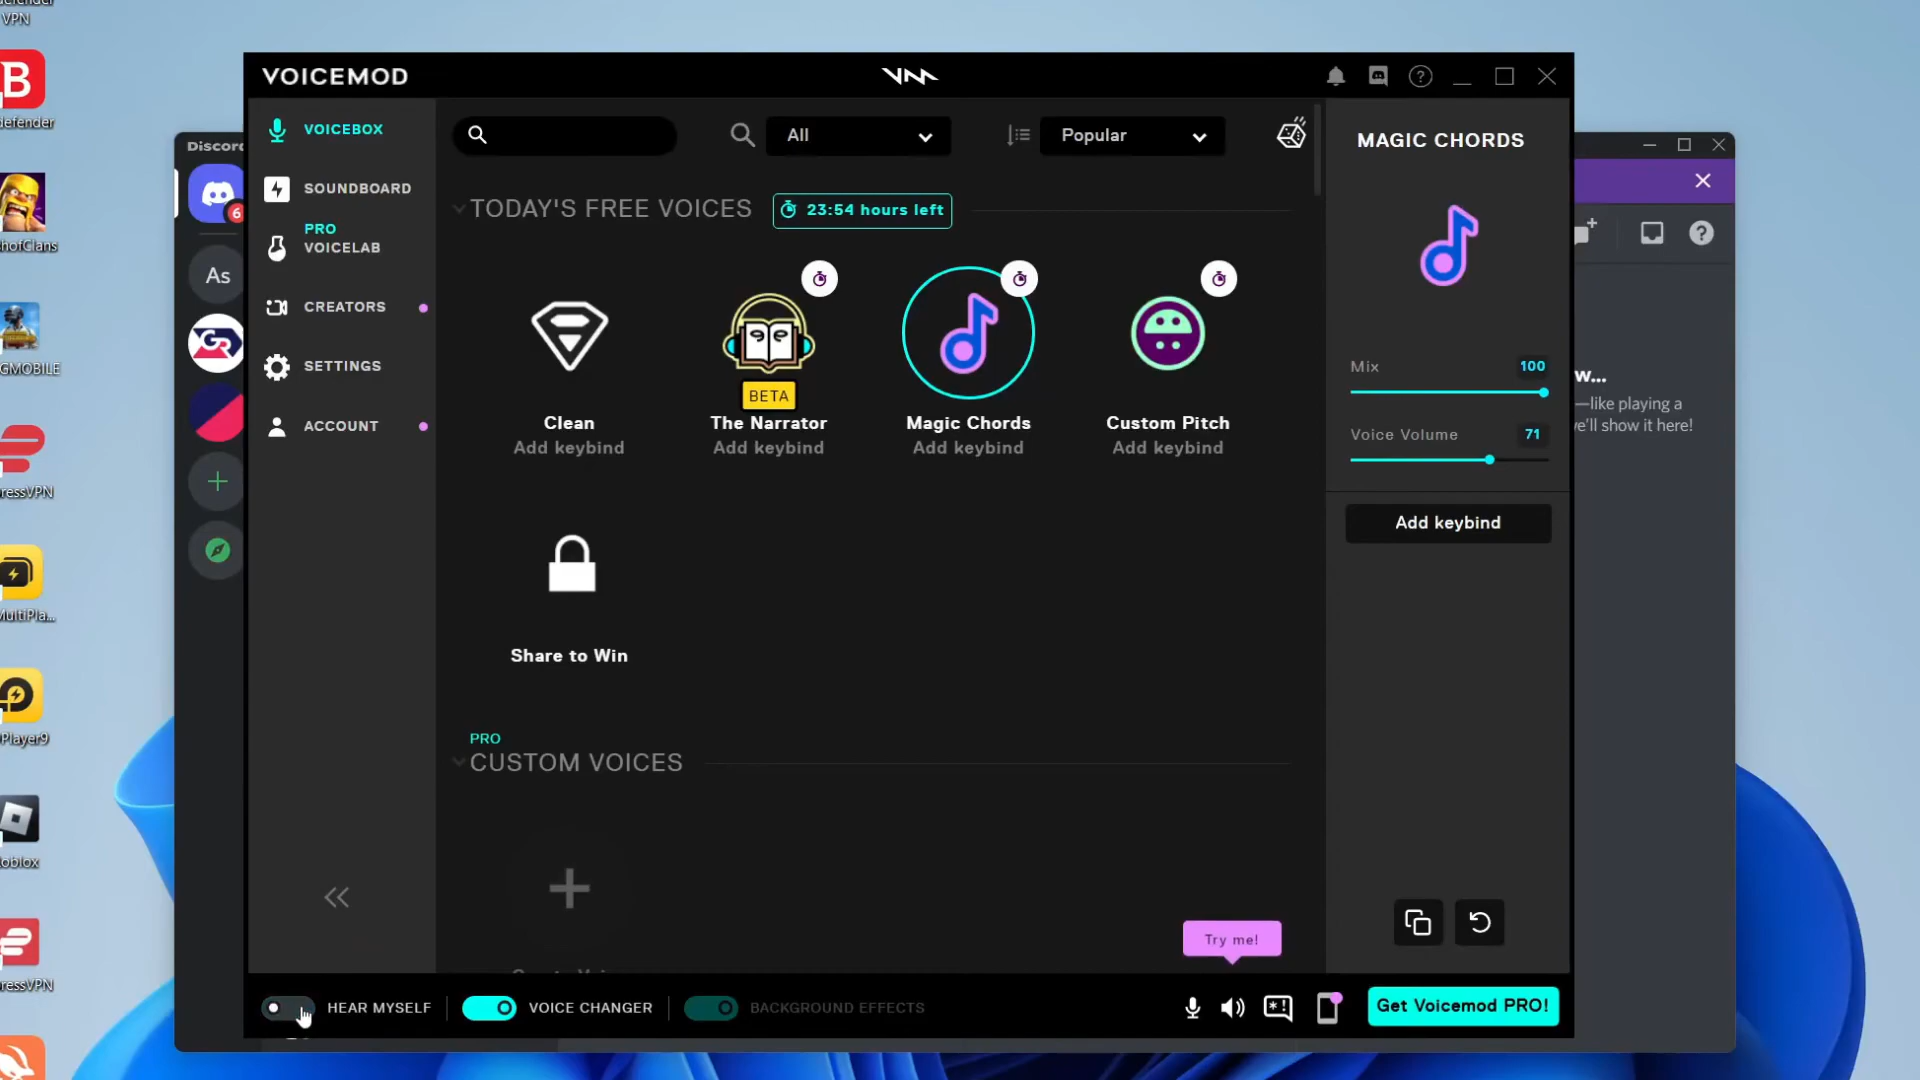 VPN
VOICEMOD
defender
Discord
VOICEBOX
All
Popular
MAGIC CHORDS
SOUNDBOARD
6
TODAY'S FREE VOICES
23:54 hours left
PRO
VOICELAB
hofClans
As
CREATORS
GR
SETTINGS
Mix
100
GMOBILE
w...
BETA
—like playing a
e'll show it here!
ACCOUNT
Clean
The Narrator
Magic Chords
Custom Pitch
Voice Volume
71
Add keybind
Add keybind
Add keybind
Add keybind
ressVPN
Add keybind
MultiPla...
Share to Win
Player9
PRO
CUSTOM VOICES
oblox
Try me!
ressVPN
HEAR MYSELF
VOICE CHANGER
BACKGROUND EFFECTS
Get Voicemod PRO!